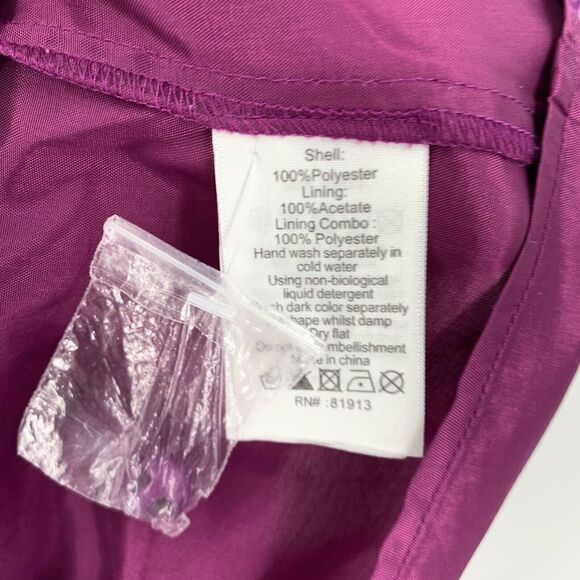 Shell:
100%Polyester
Lining:
100%Acetate
Lining Combo :
100% Polyester
Hand wash separately in
cold water
Using non-biological
liquid detergent
dark color separately
whilst damp
Dry flat
embellishment
Made in china
RN# :81913